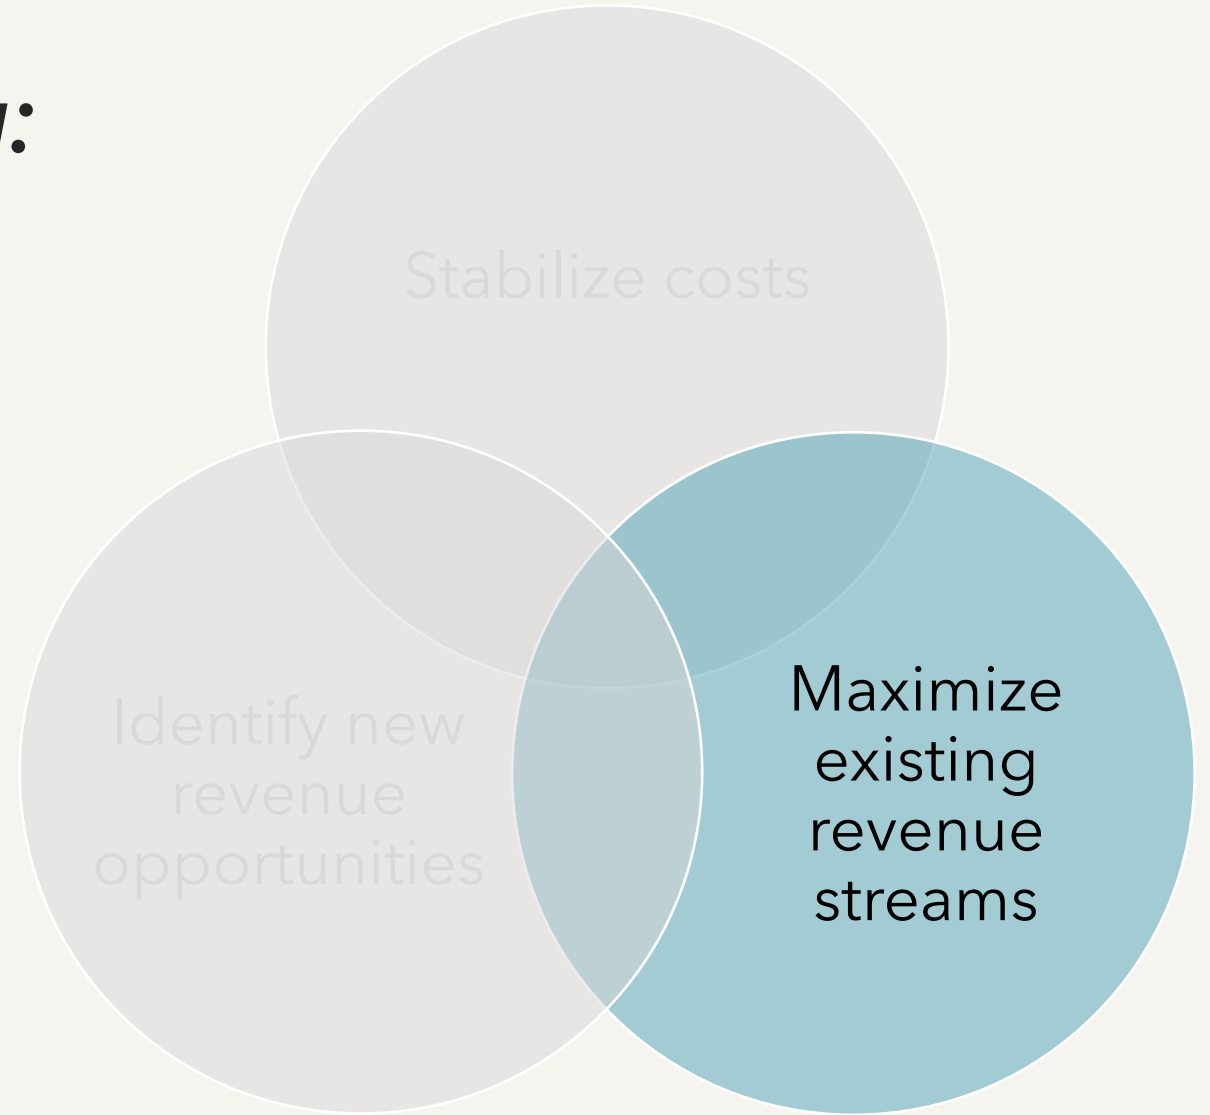 Stabilize costs
Identify new
revenue
opportunities
Maximize
existing
revenue
streams